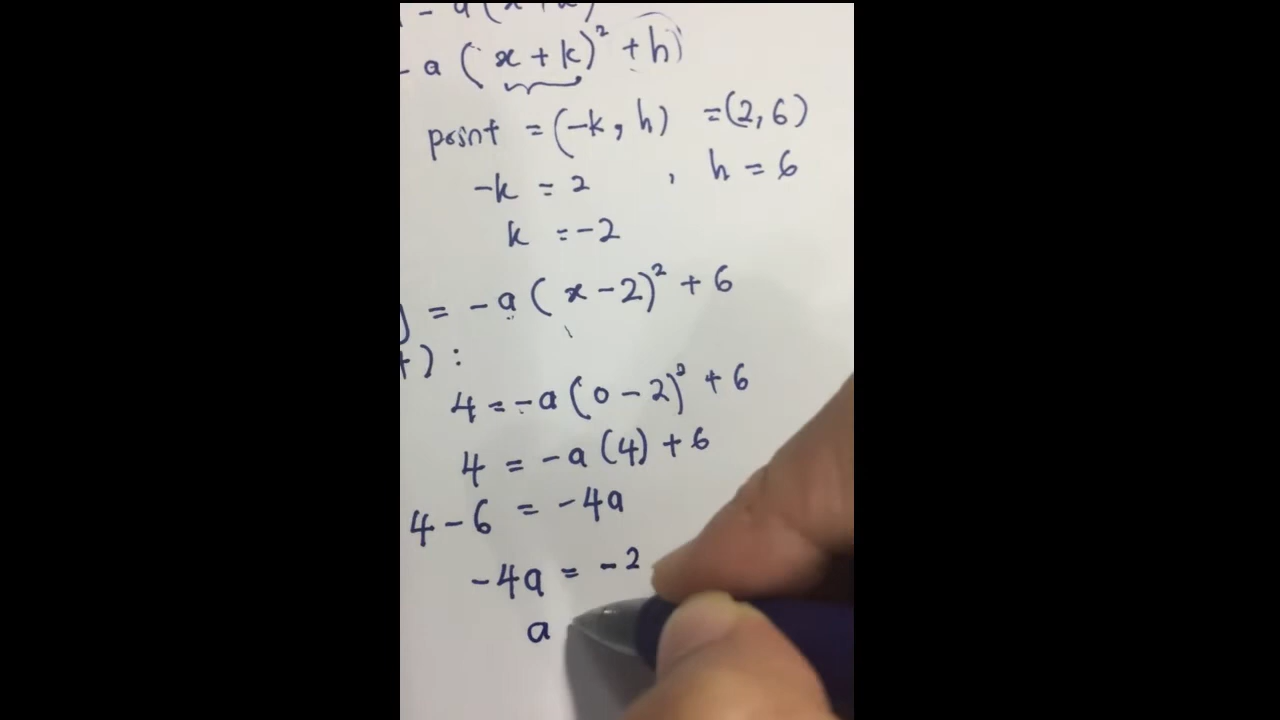 - a (x + k)² + h)
point = (-k, h) = (2, 6)
-k = 2 , h = 6
k = -2
y = -a (x - 2)² + 6
) :
4 = -a (0 - 2)² + 6
4 = -a (4) + 6
4 - 6 = -4a
-4a = -2
a